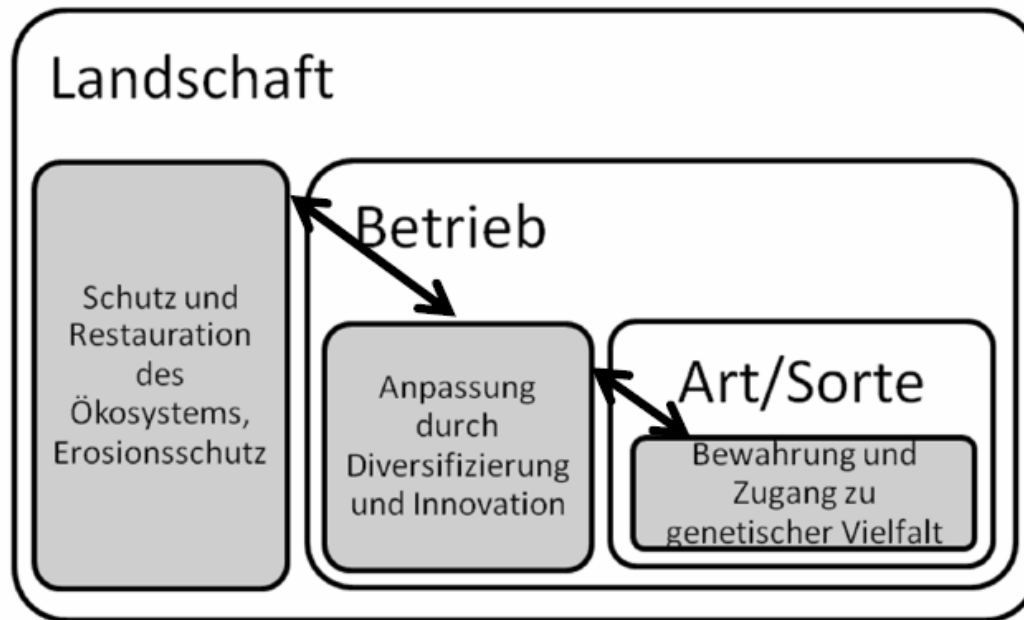 Landschaft
Schutz und
Restauration
des
Ökosystems,
Erosionsschutz
Betrieb
Anpassung
durch
Diversifizierung
und Innovation
Art/Sorte
Bewahrung und
Zugang zu
genetischer Vielfalt